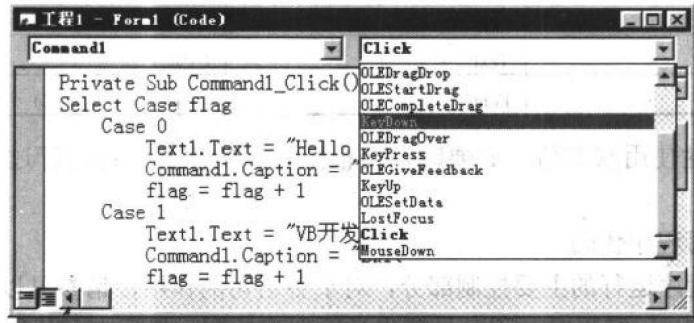 工程1 - Form1 (Code)
Command1
Click
Private Sub Command1_Click()
Select Case flag
Case 0
Text1.Text = "Hello
Command1.Caption = "
flag = flag + 1
Case 1
Text1.Text = "VB开发
Command1.Caption =
flag = flag + 1
OLEDragDrop
OLEStartDrag
OLECompleteDrag
KeyDown
OLEDragOver
KeyPress
OLEGiveFeedback
KeyUp
OLESetData
LostFocus
Click
MouseDown